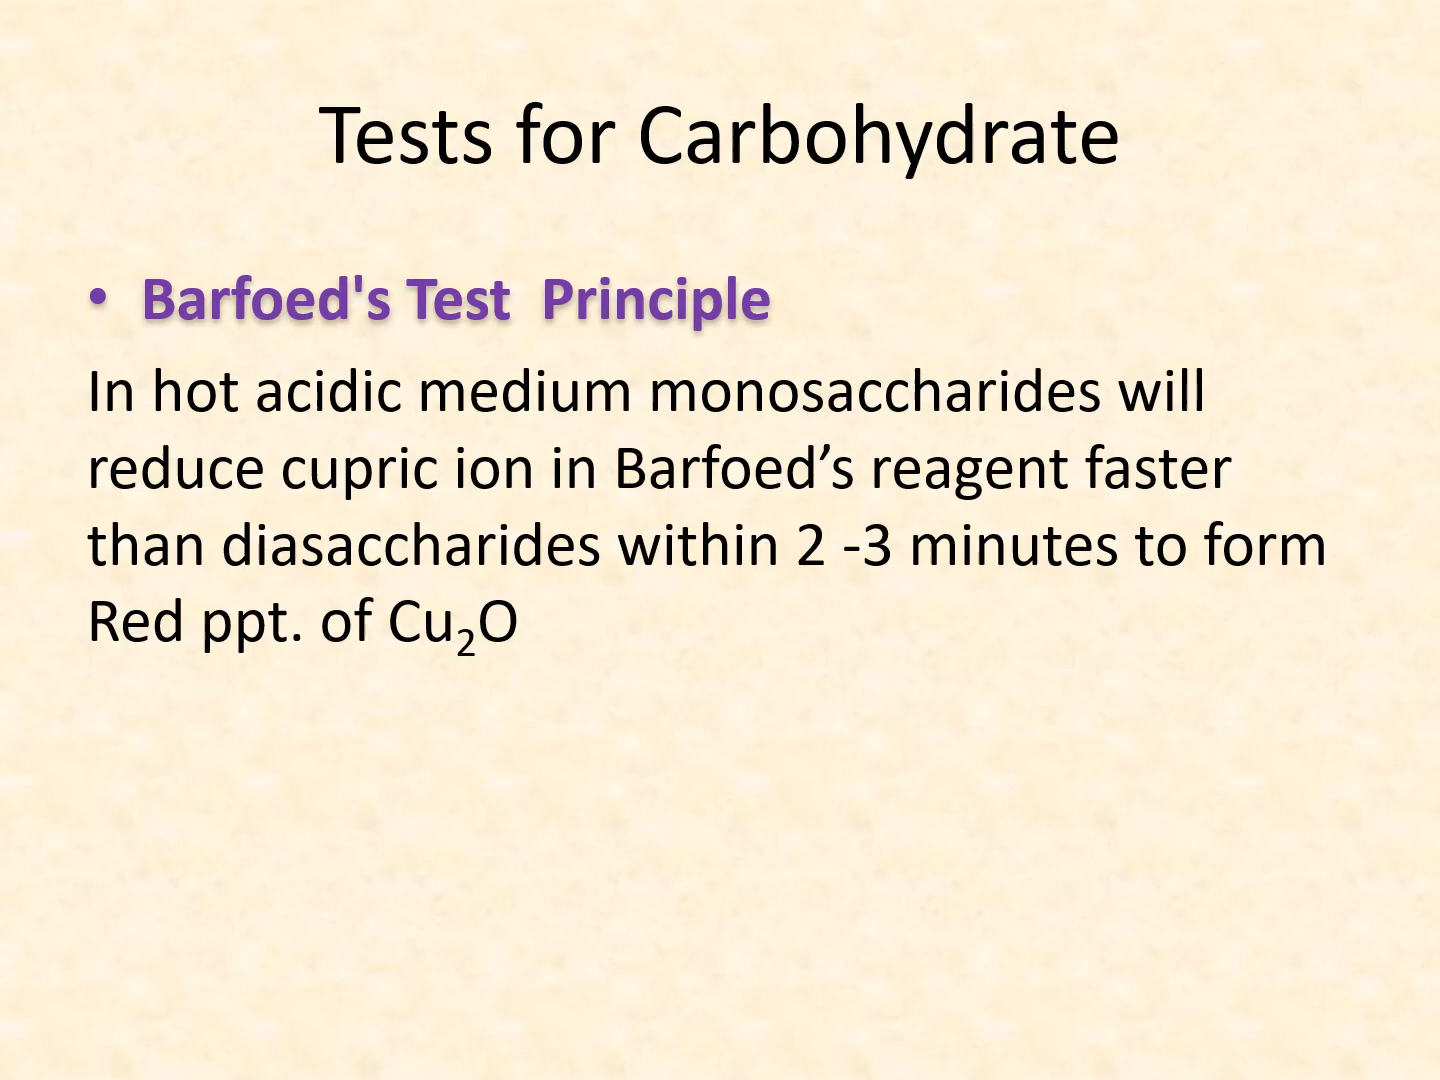 Tests for Carbohydrate
• Barfoed's Test  Principle
In hot acidic medium monosaccharides will
reduce cupric ion in Barfoed’s reagent faster
than diasaccharides within 2 -3 minutes to form
Red ppt. of Cu₂O